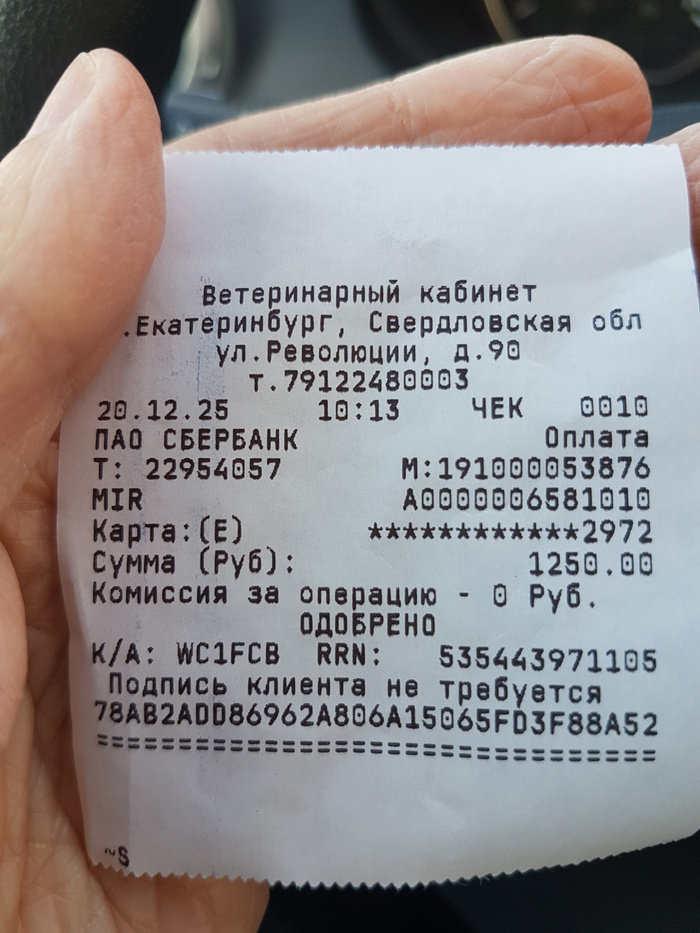 Ветеринарный кабинет
.Екатеринбург, Свердловская обл
ул.Революции, д.90
т.79122480003
20.12.25 10:13 ЧЕК 0010
ПАО СБЕРБАНК Оплата
Т: 22954057 М:191000053876
MIR A0000006581010
Карта:(E) ************2972
Сумма (Руб): 1250.00
Комиссия за операцию - 0 Руб.
ОДОБРЕНО
К/А: WC1FCB RRN: 535443971105
Подпись клиента не требуется
78AB2ADD86962A806A15065FD3F88A52
================================
~S